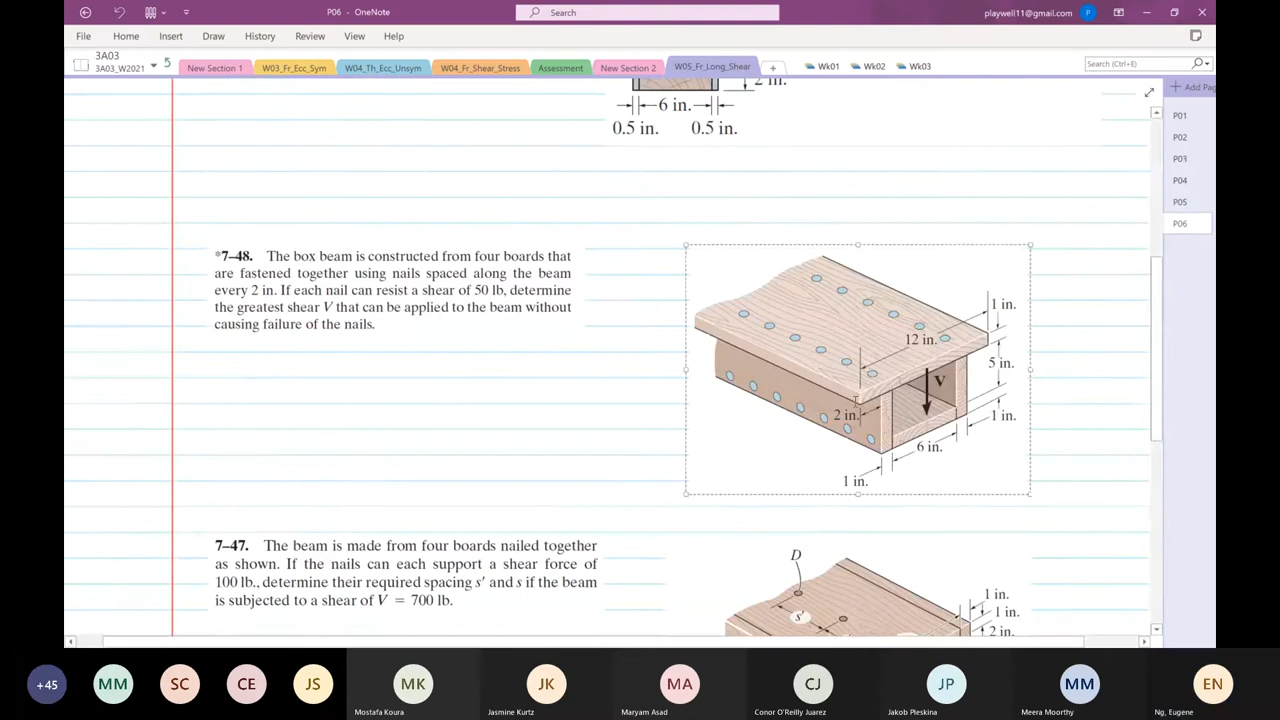 P06 - OneNote
Search
playwell11@gmail.com
P
File Home Insert Draw History Review View Help
3A03
3A03_W2021
5
New Section 1
W03_Fr_Ecc_Sym
W04_Th_Ecc_Unsym
W04_Fr_Shear_Stress
Assessment
New Section 2
W05_Fr_Long_Shear
+
Wk01
Wk02
Wk03
Search (Ctrl+E)
+ Add Pag
P01
P02
P03
P04
P05
P06
2 in.
6 in.
0.5 in. 0.5 in.
*7–48. The box beam is constructed from four boards that
are fastened together using nails spaced along the beam
every 2 in. If each nail can resist a shear of 50 lb, determine
the greatest shear V that can be applied to the beam without
causing failure of the nails.
1 in.
12 in.
5 in.
V
2 in.
1 in.
6 in.
1 in.
7–47. The beam is made from four boards nailed together
as shown. If the nails can each support a shear force of
100 lb., determine their required spacing s′ and s if the beam
is subjected to a shear of V = 700 lb.
D
s′
1 in.
1 in.
2 in.
+45
MM
SC
CE
JS
MK
JK
MA
CJ
JP
MM
EN
Mostafa Koura
Jasmine Kurtz
Maryam Asad
Conor O'Reilly Juarez
Jakob Pleskina
Meera Moorthy
Ng, Eugene